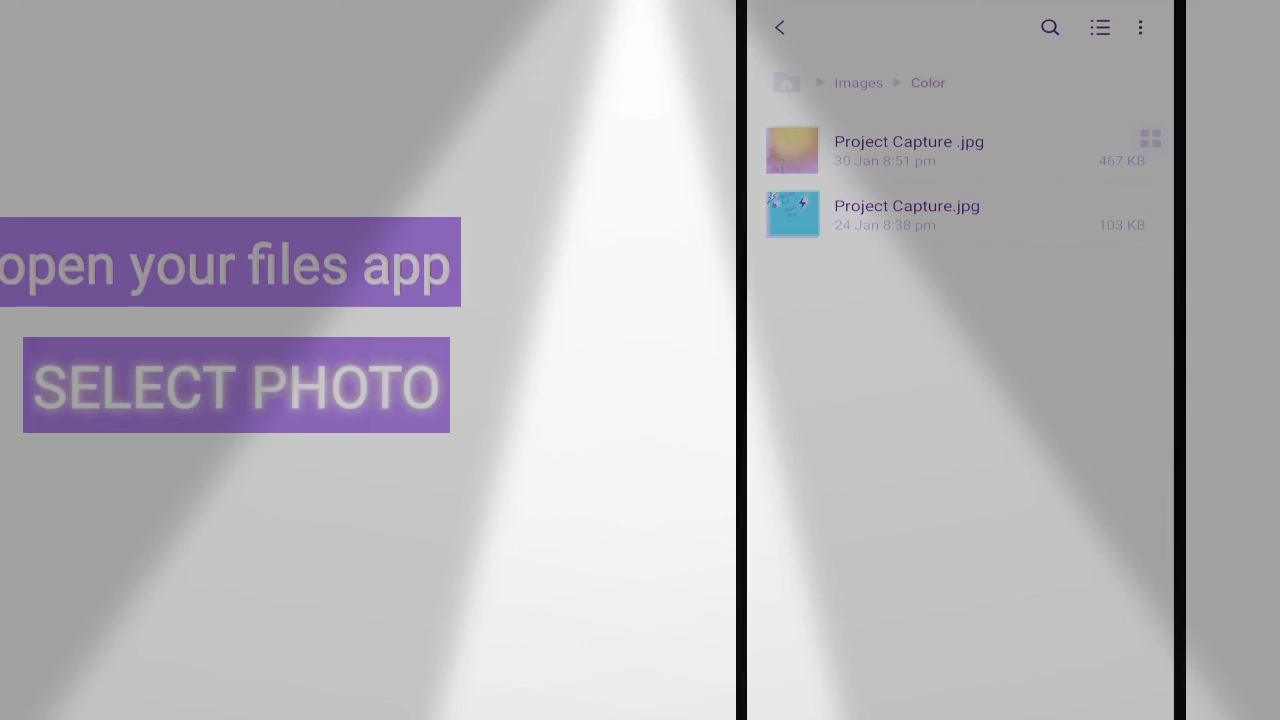 open your files app
SELECT PHOTO
Images Color
Project Capture .jpg
30 Jan 8:51 pm 467 KB
Project Capture.jpg
24 Jan 8:38 pm 103 KB